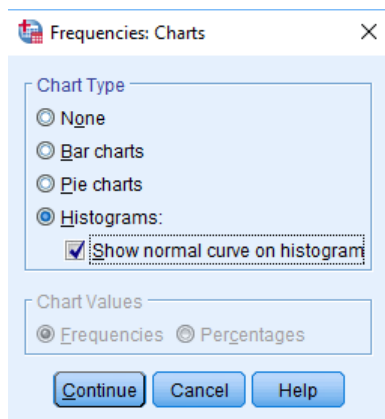 Frequencies: Charts
Chart Type
None
Bar charts
Pie charts
Histograms:
Show normal curve on histogram
Chart Values
Frequencies Percentages
Continue Cancel Help